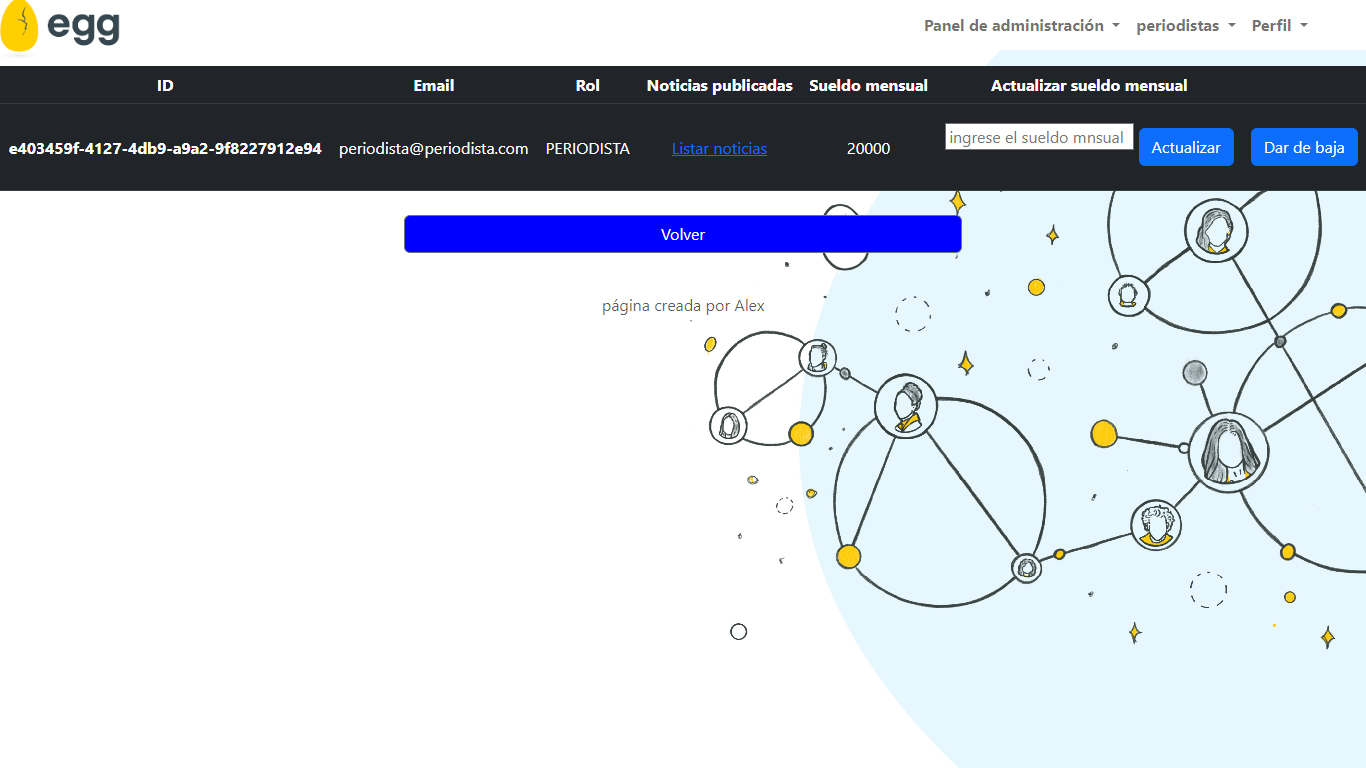 egg
Panel de administración periodistas Perfil
ID Email Rol Noticias publicadas Sueldo mensual Actualizar sueldo mensual
e403459f-4127-4db9-a9a2-9f8227912e94 periodista@periodista.com PERIODISTA Listar noticias 20000 ingrese el sueldo mnsual Actualizar Dar de baja
Volver
página creada por Alex